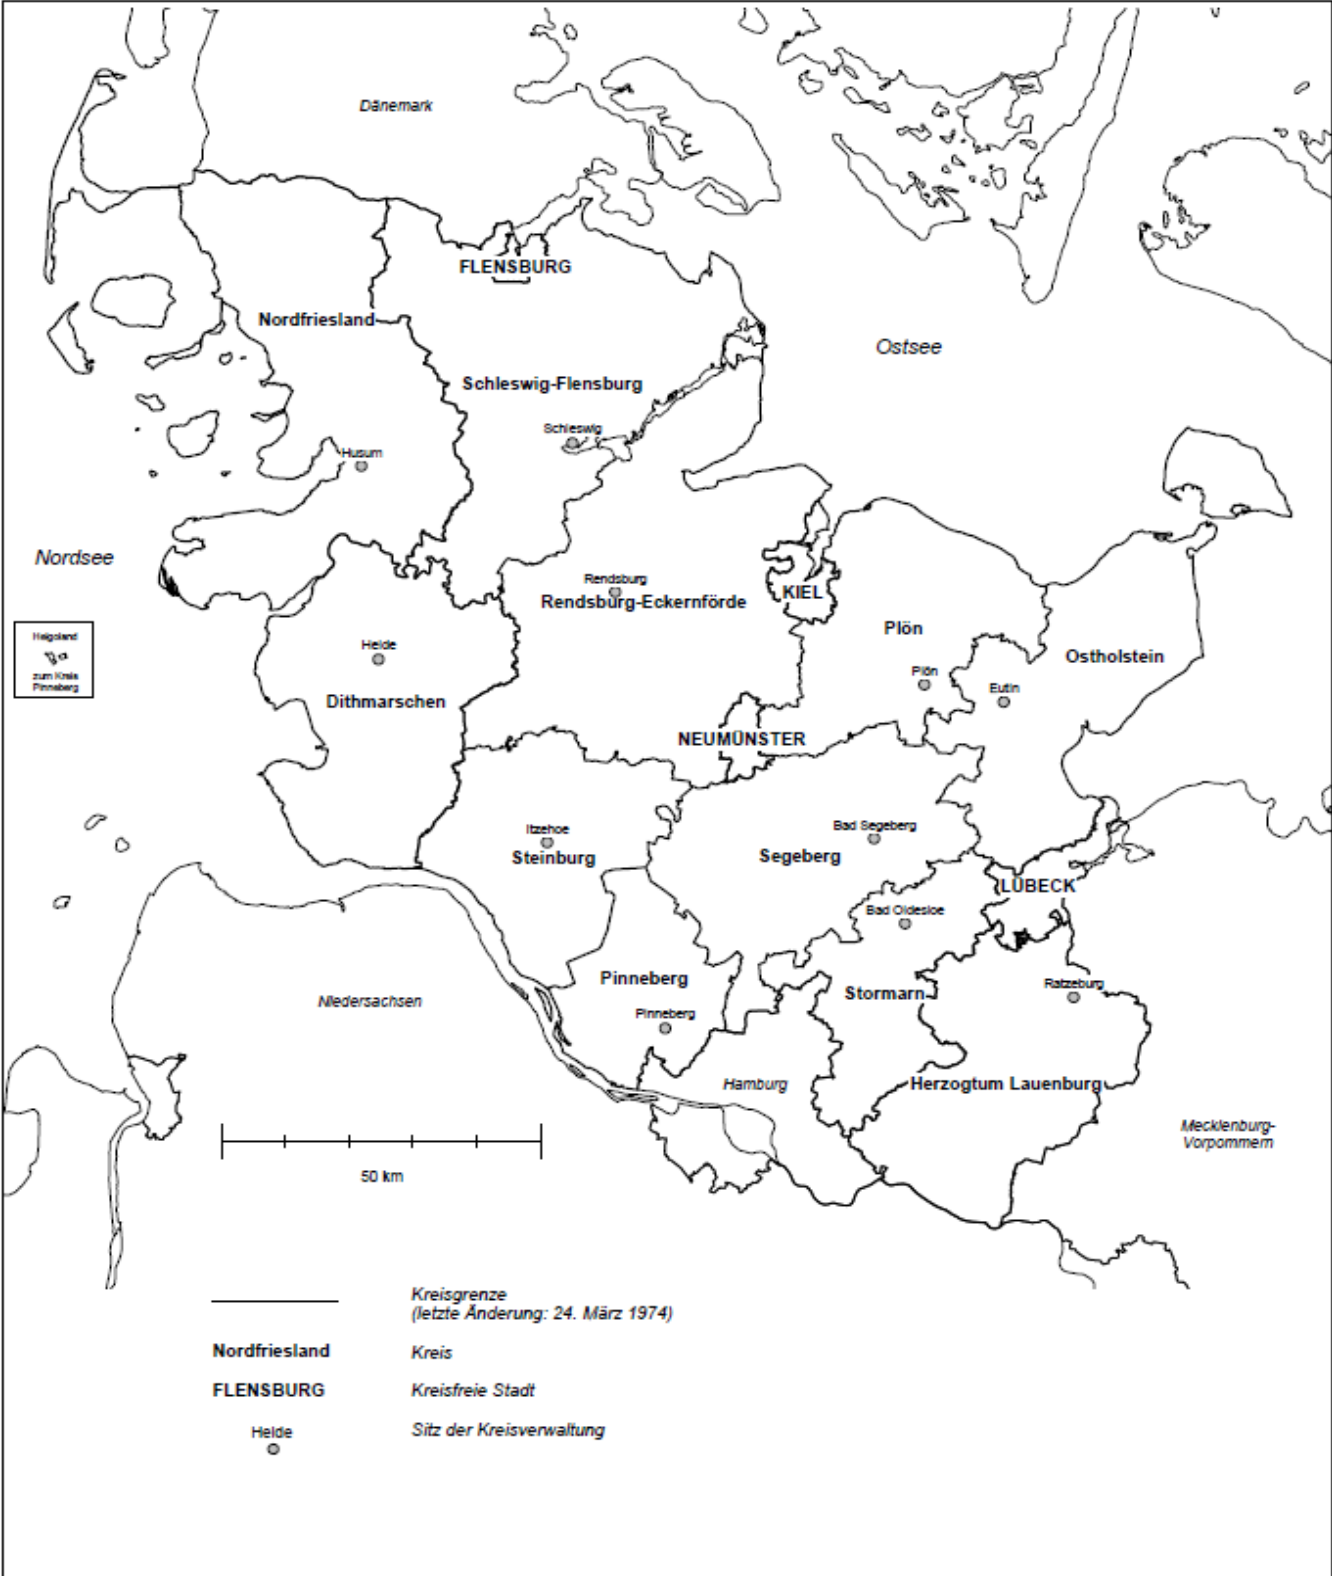 Dänemark
FLENSBURG
Nordfriesland
Ostsee
Schleswig-Flensburg
Schleswig
Husum
Nordsee
Rendsburg
Rendsburg-Eckernförde
KIEL
Plön
Helgoland
zum Kreis
Pinneberg
Heide
Ostholstein
Plön
Eutin
Dithmarschen
NEUMÜNSTER
Itzehoe
Steinburg
Bad Segeberg
Segeberg
LÜBECK
Bad Oldesloe
Pinneberg
Stormarn
Ratzeburg
Niedersachsen
Pinneberg
Hamburg
Herzogtum Lauenburg
Mecklenburg-
Vorpommern
50 km
Kreisgrenze
(letzte Änderung: 24. März 1974)
Nordfriesland
Kreis
FLENSBURG
Kreisfreie Stadt
Heide
Sitz der Kreisverwaltung